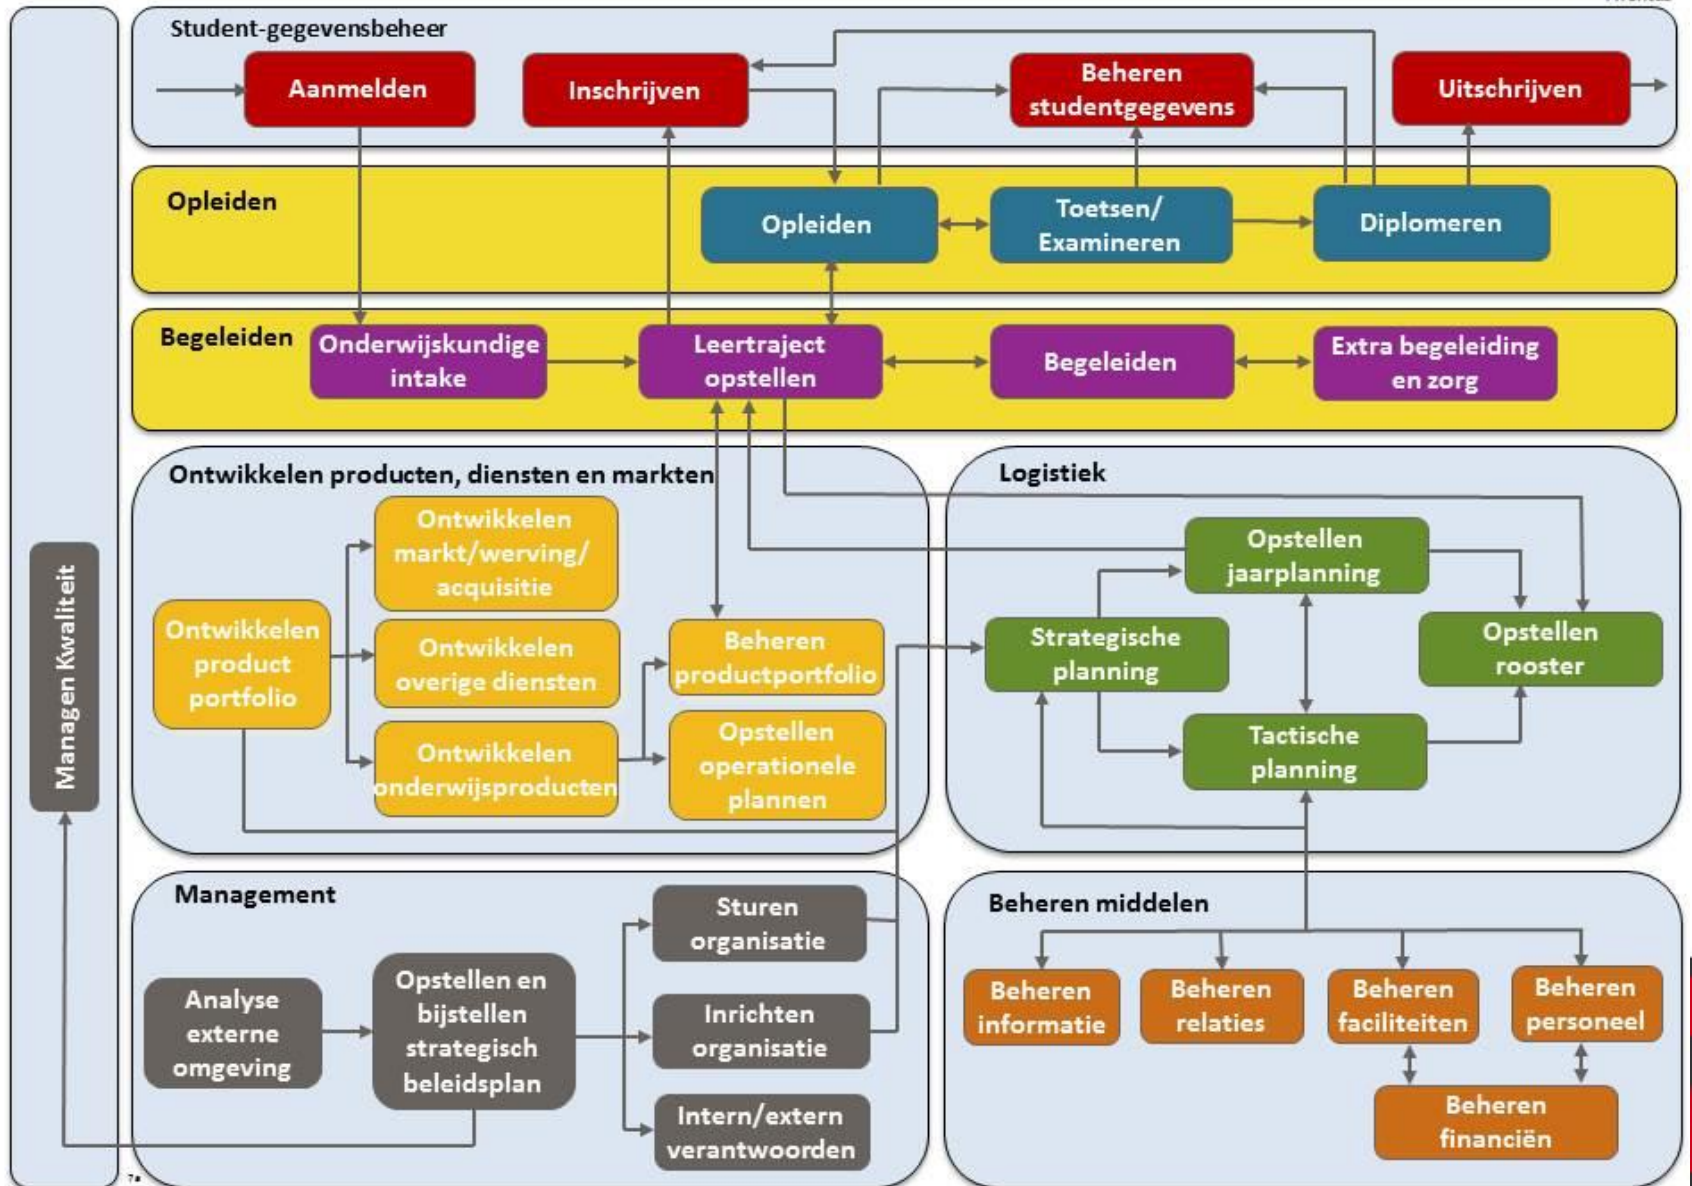 Student-gegevensbeheer
Aanmelden
Inschrijven
Beheren
studentgegevens
Uitschrijven
Opleiden
Opleiden
Toetsen/
Examineren
Diplomeren
Begeleiden
Onderwijskundige
intake
Leertraject
opstellen
Begeleiden
Extra begeleiding
en zorg
Managen Kwaliteit
Ontwikkelen producten, diensten en markten
Ontwikkelen
product
portfolio
Ontwikkelen
markt/werving/
acquisitie
Ontwikkelen
overige diensten
Ontwikkelen
onderwijsproducten
Beheren
productportfolio
Opstellen
operationele
plannen
Logistiek
Strategische
planning
Opstellen
jaarplanning
Tactische
planning
Opstellen
rooster
Management
Analyse
externe
omgeving
Opstellen en
bijstellen
strategisch
beleidsplan
Sturen
organisatie
Inrichten
organisatie
Intern/extern
verantwoorden
Beheren middelen
Beheren
informatie
Beheren
relaties
Beheren
faciliteiten
Beheren
personeel
Beheren
financiën